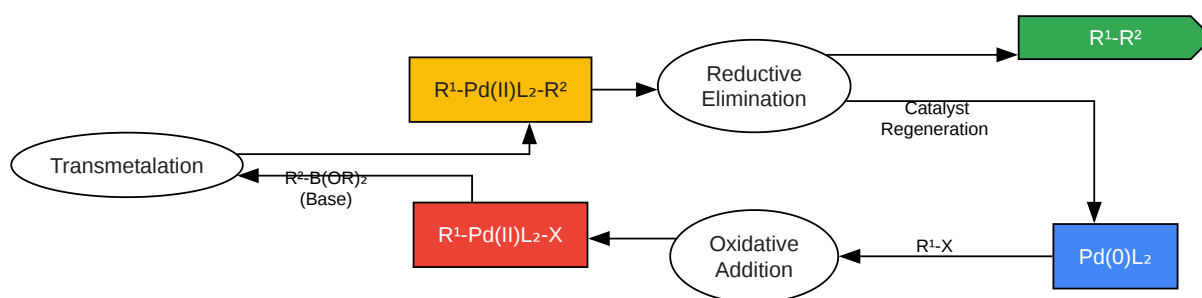 R¹-R²
Reductive
Elimination
R¹-Pd(II)L₂-R²
Catalyst
Regeneration
Transmetalation
R²-B(OR)₂
(Base)
R¹-Pd(II)L₂-X
Oxidative
Addition
R¹-X
Pd(0)L₂